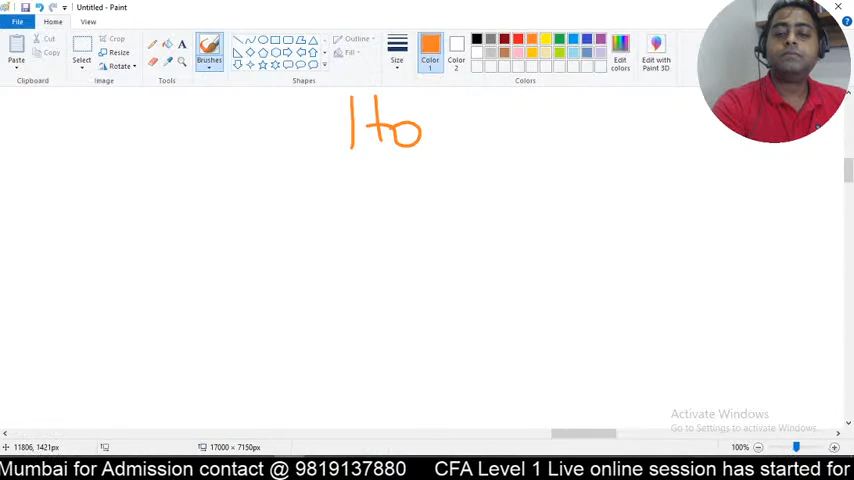 Untitled - Paint
File Home View
Paste
Cut
Copy
Clipboard
Select
Crop
Resize
Rotate
Image
Tools
Brushes
Shapes
Outline
Fill
Size
Color 1
Color 2
Colors
Edit colors
Edit with Paint 3D
1 to
Activate Windows
Go to Settings to activate Windows.
11806, 1421px
17000 × 7150px
100%
Mumbai for Admission contact @ 9819137880 CFA Level 1 Live online session has started for